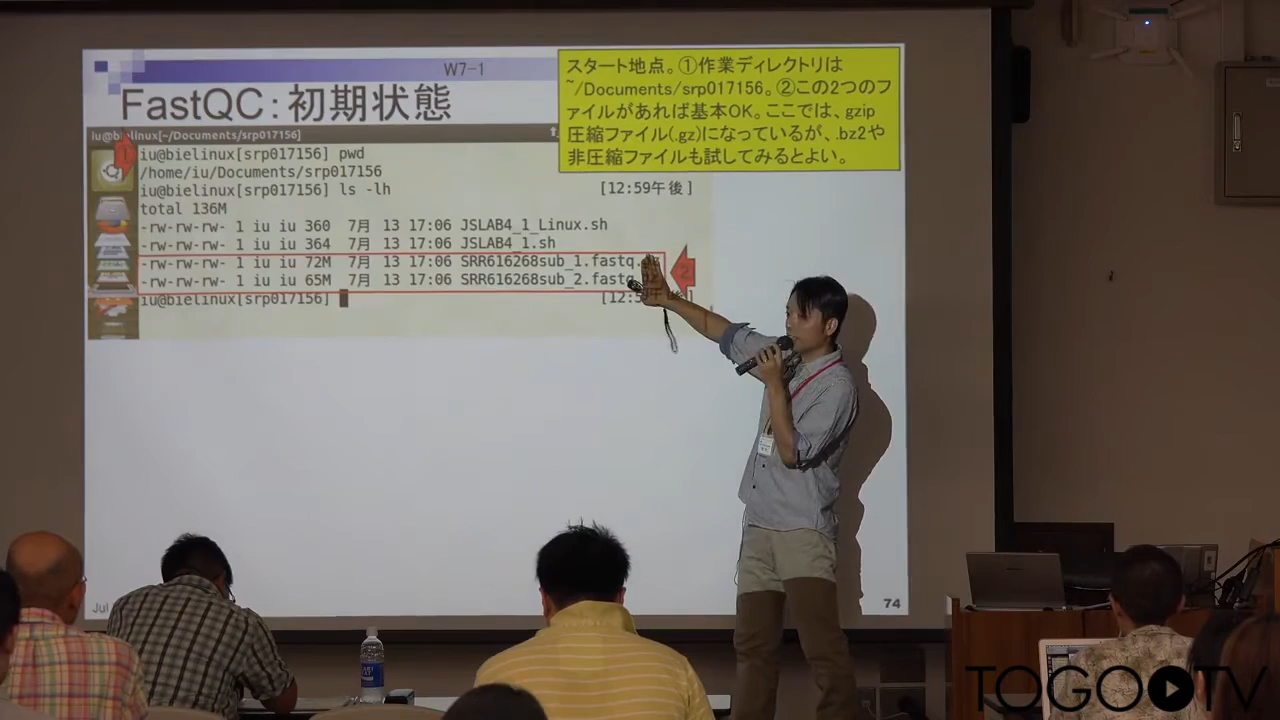 W7-1
FastQC:初期状態
スタート地点。①作業ディレクトリは
~/Documents/srp017156。②この2つのフ
ァイルがあれば基本OK。ここでは、gzip
圧縮ファイル(.gz)になっているが、.bz2や
非圧縮ファイルも試してみるとよい。
iu@bielinux[~/Documents/srp017156]
1
iu@bielinux[srp017156] pwd
/home/iu/Documents/srp017156
iu@bielinux[srp017156] ls -lh [12:59午後]
total 136M
-rw-rw-rw- 1 iu iu 360 7月 13 17:06 JSLAB4_1_Linux.sh
-rw-rw-rw- 1 iu iu 364 7月 13 17:06 JSLAB4_1.sh
-rw-rw-rw- 1 iu iu 72M 7月 13 17:06 SRR616268sub_1.fastq.
-rw-rw-rw- 1 iu iu 65M 7月 13 17:06 SRR616268sub_2.fastq
2
iu@bielinux[srp017156]
Jul
74
TOGOTV